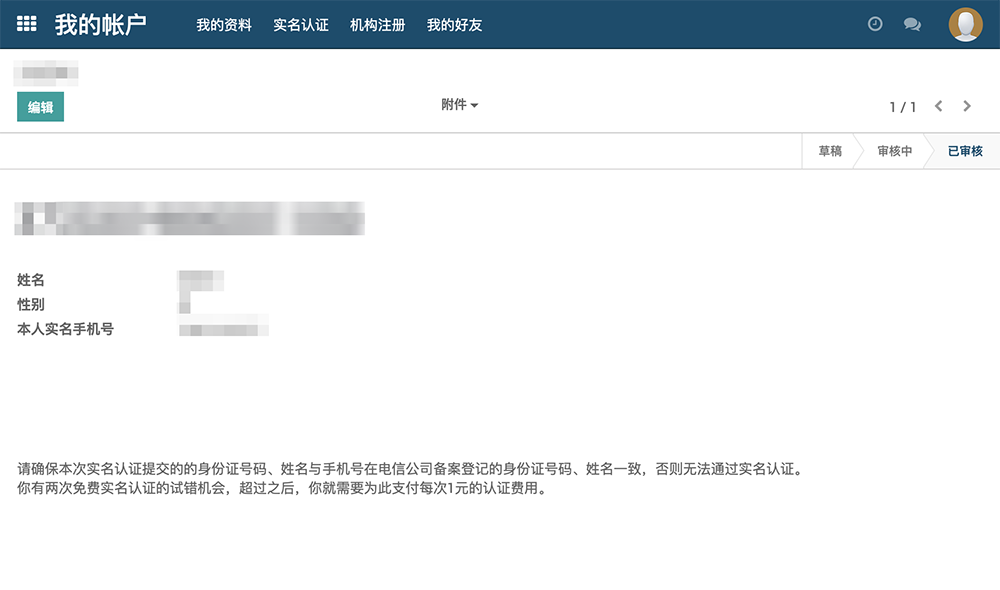 我的帐户 我的资料 实名认证 机构注册 我的好友
编辑
附件
1 / 1
草稿 审核中 已审核
姓名
性别
本人实名手机号
请确保本次实名认证提交的的身份证号码、姓名与手机号在电信公司备案登记的身份证号码、姓名一致，否则无法通过实名认证。
你有两次免费实名认证的试错机会，超过之后，你就需要为此支付每次1元的认证费用。